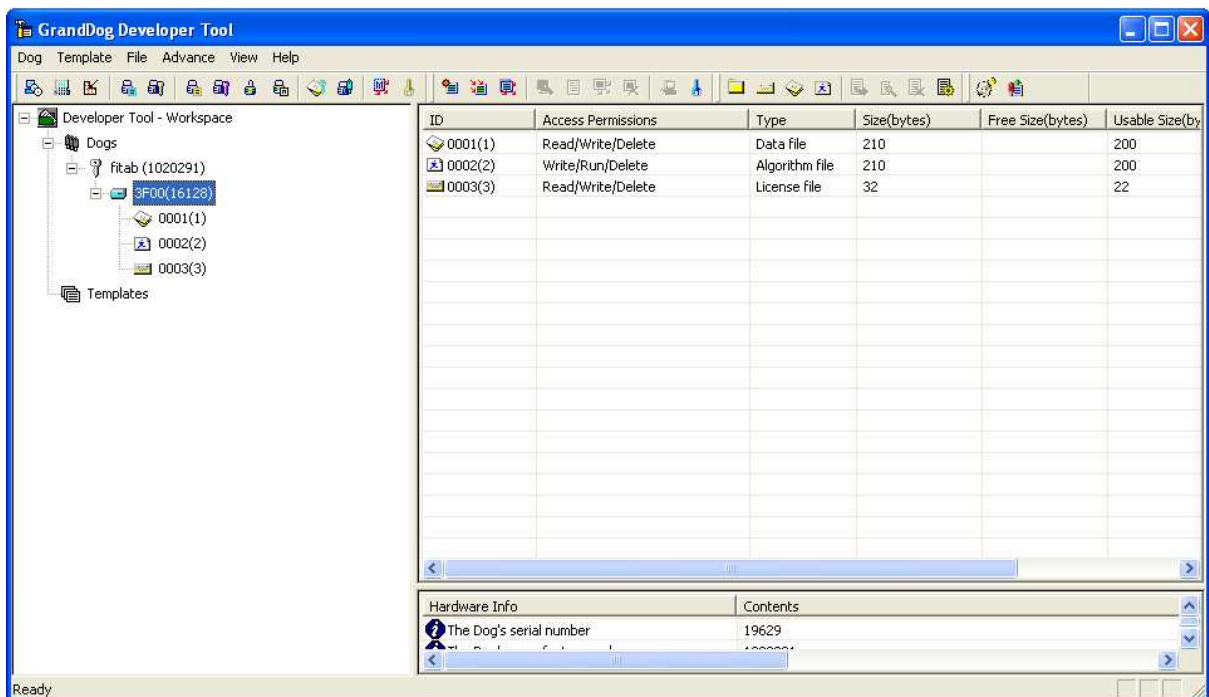 GrandDog Developer Tool
Dog Template File Advance View Help
Developer Tool - Workspace
Dogs
fitab (1020291)
3F00(16128)
0001(1)
0002(2)
0003(3)
Templates
ID Access Permissions Type Size(bytes) Free Size(bytes) Usable Size(by
0001(1) Read/Write/Delete Data file 210 200
0002(2) Write/Run/Delete Algorithm file 210 200
0003(3) Read/Write/Delete License file 32 22
Hardware Info Contents
The Dog's serial number 19629
Ready